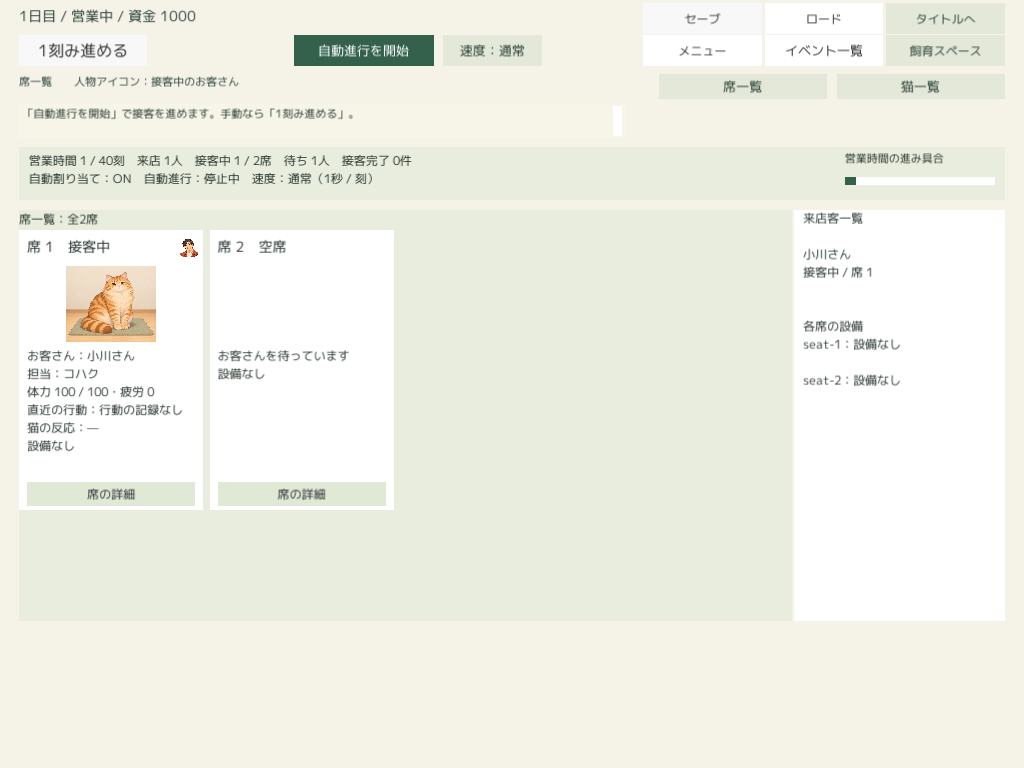 1日目 / 営業中 / 資金 1000
セーブ ロード タイトルへ
1刻み進める 自動進行を開始 速度：通常 メニュー イベント一覧 飼育スペース
席一覧 人物アイコン：接客中のお客さん
席一覧 猫一覧
「自動進行を開始」で接客を進めます。手動なら「1刻み進める」。
営業時間 1 / 40刻 来店 1人 接客中 1 / 2席 待ち 1人 接客完了 0件
自動割り当て：ON 自動進行：停止中 速度：通常（1秒 / 刻）
営業時間の進み具合
席一覧：全2席
席 1 接客中
お客さん：小川さん
担当：コハク
体力 100 / 100・疲労 0
直近の行動：行動の記録なし
猫の反応：―
設備なし
席の詳細
席 2 空席
お客さんを待っています
設備なし
席の詳細
来店客一覧
小川さん
接客中 / 席 1
各席の設備
seat-1：設備なし
seat-2：設備なし